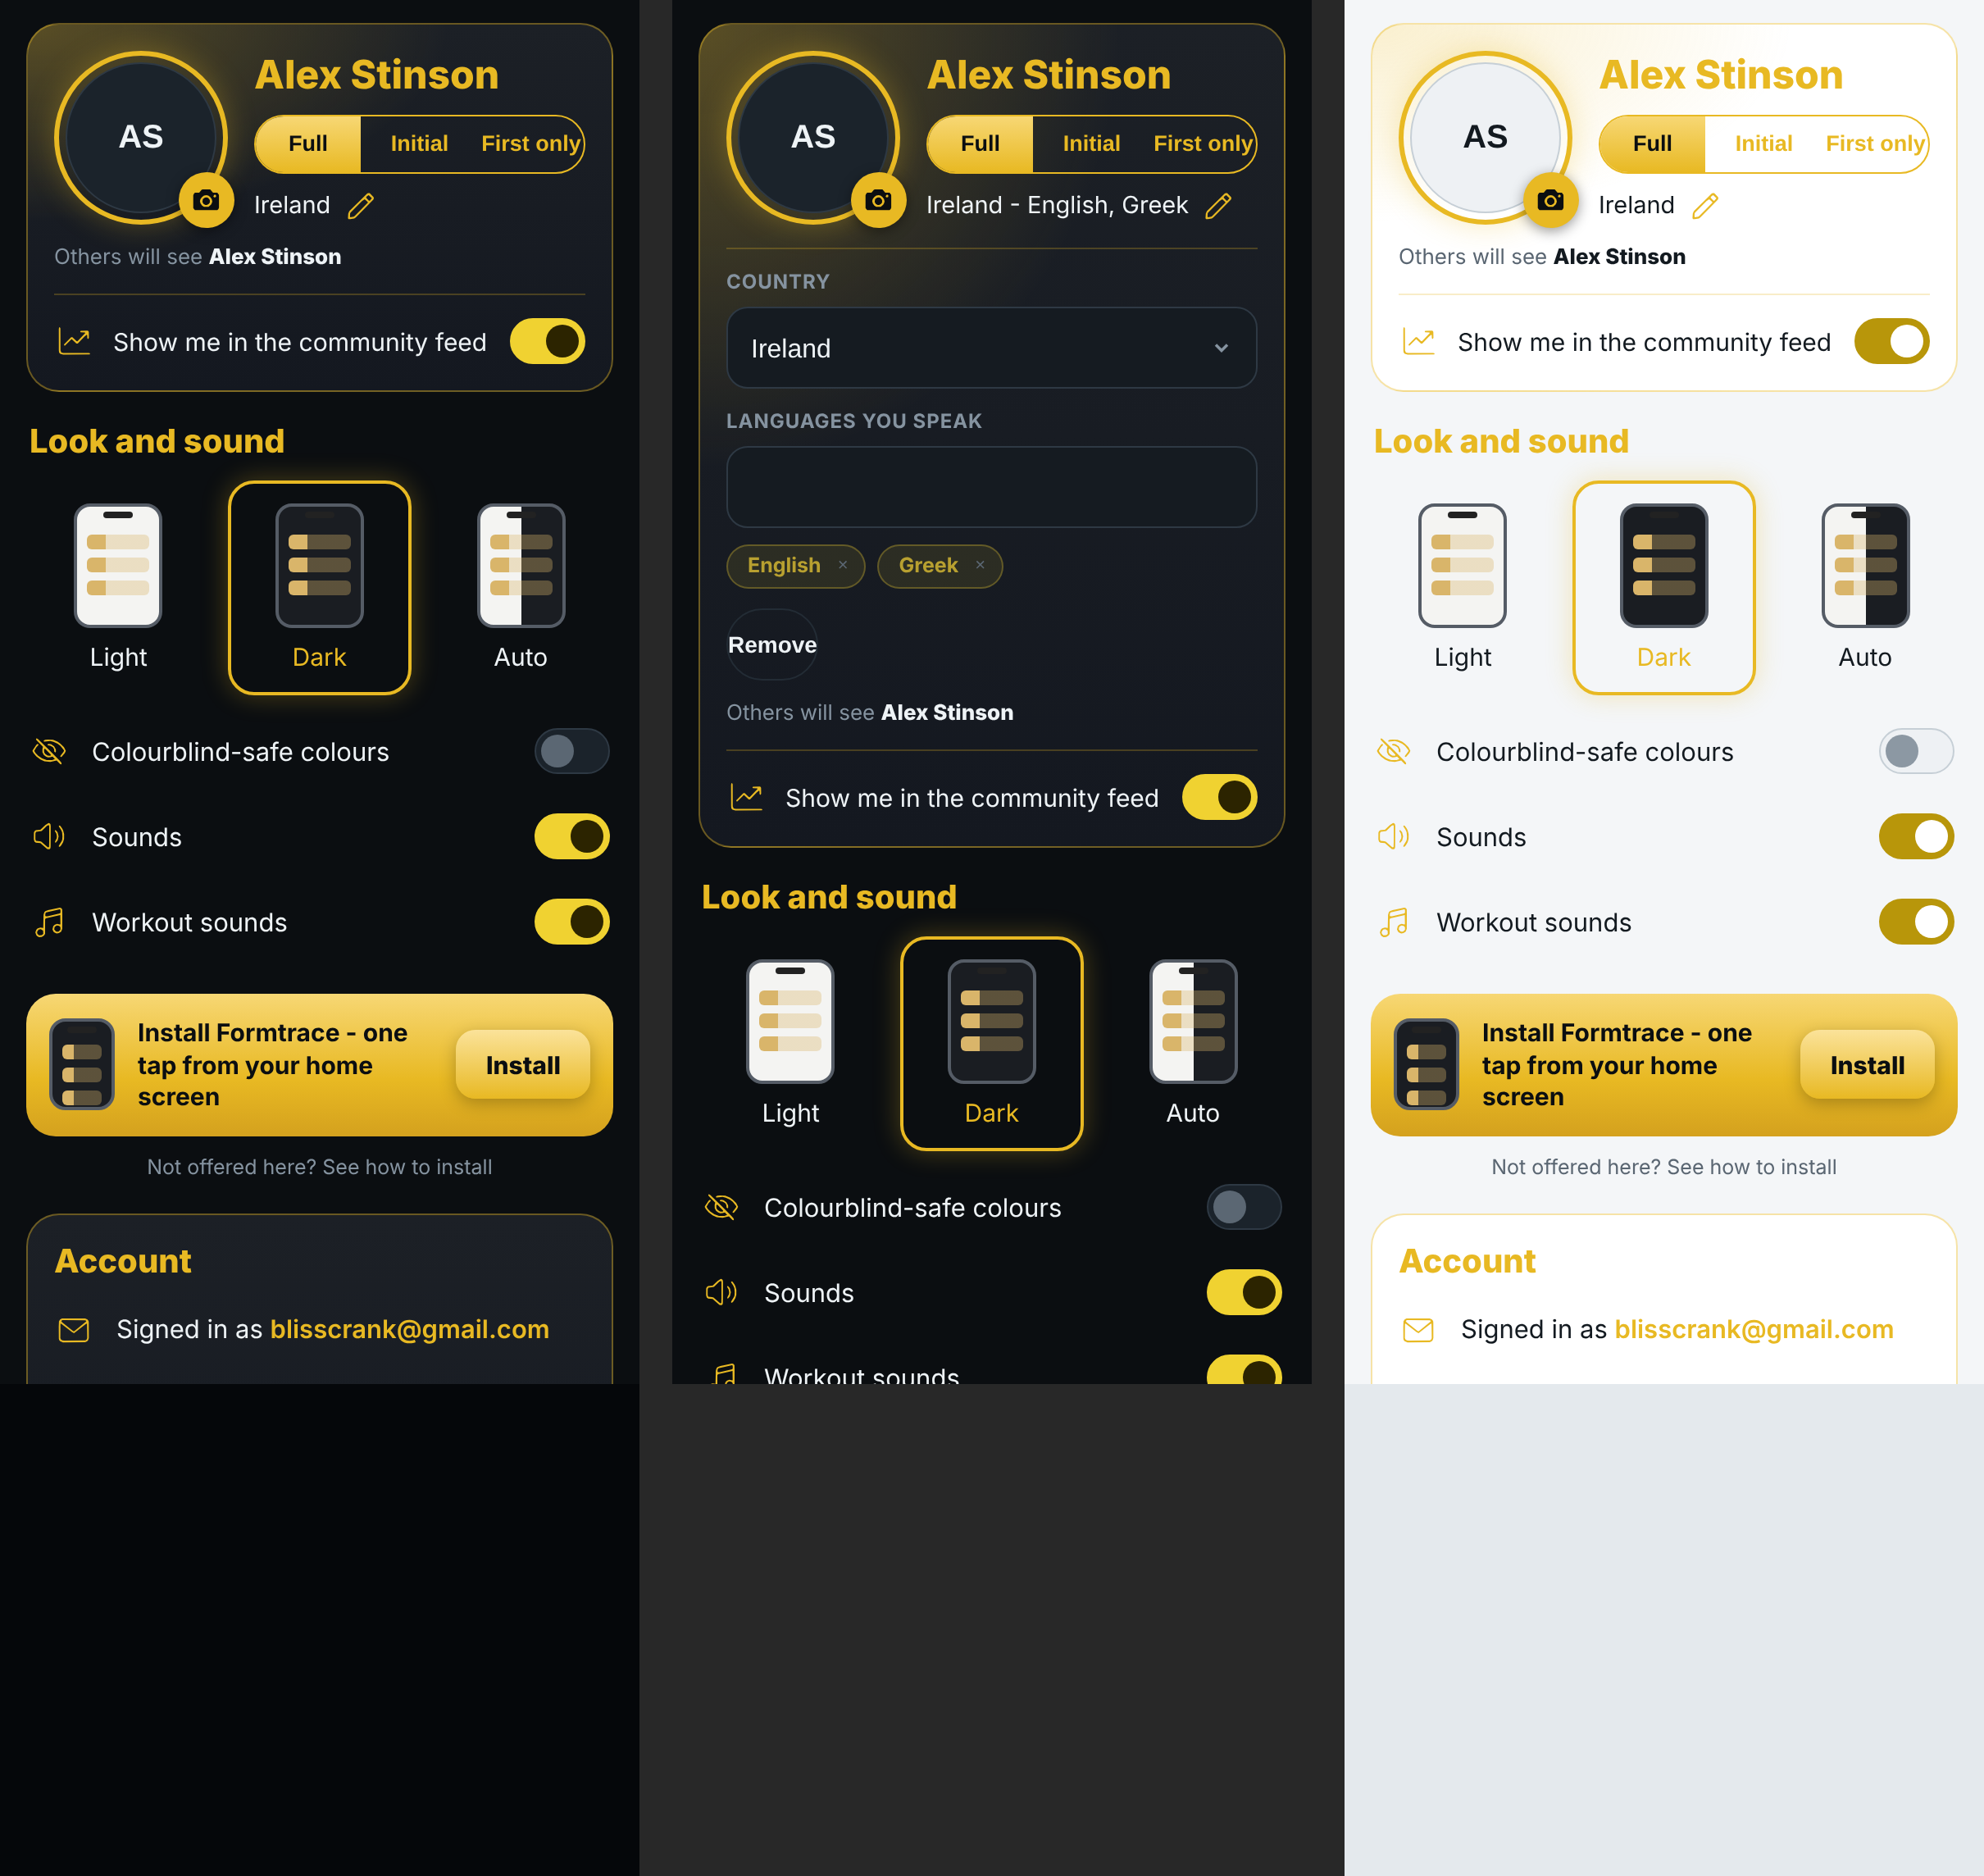 Alex Stinson
AS
Full Initial First only
Ireland
Others will see Alex Stinson
Show me in the community feed
Look and sound
Light Dark Auto
Colourblind-safe colours
Sounds
Workout sounds
Install Formtrace - one
tap from your home
screen
Install
Not offered here? See how to install
Account
Signed in as blisscrank@gmail.com
Alex Stinson
AS
Full Initial First only
Ireland - English, Greek
COUNTRY
Ireland
LANGUAGES YOU SPEAK
English × Greek ×
Remove
Others will see Alex Stinson
Show me in the community feed
Look and sound
Light Dark Auto
Colourblind-safe colours
Sounds
Workout sounds
Alex Stinson
AS
Full Initial First only
Ireland
Others will see Alex Stinson
Show me in the community feed
Look and sound
Light Dark Auto
Colourblind-safe colours
Sounds
Workout sounds
Install Formtrace - one
tap from your home
screen
Install
Not offered here? See how to install
Account
Signed in as blisscrank@gmail.com